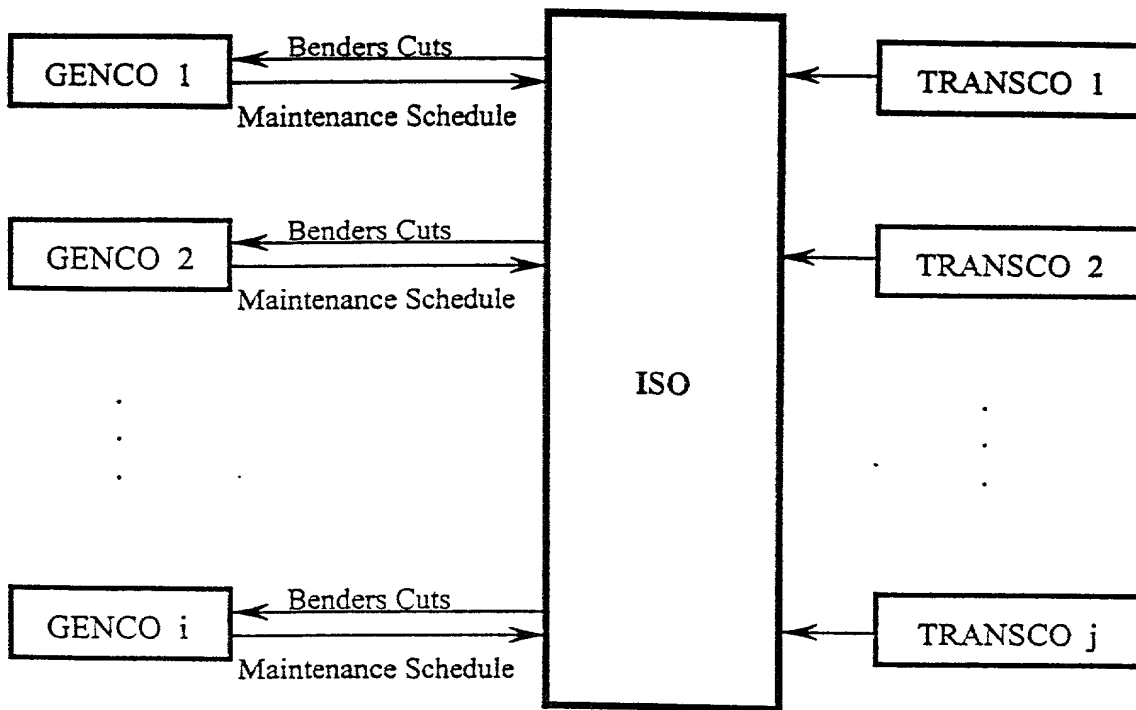 GENCO 1
Benders Cuts
Maintenance Schedule
TRANSCO 1
GENCO 2
Benders Cuts
Maintenance Schedule
TRANSCO 2
ISO
GENCO i
Benders Cuts
Maintenance Schedule
TRANSCO j